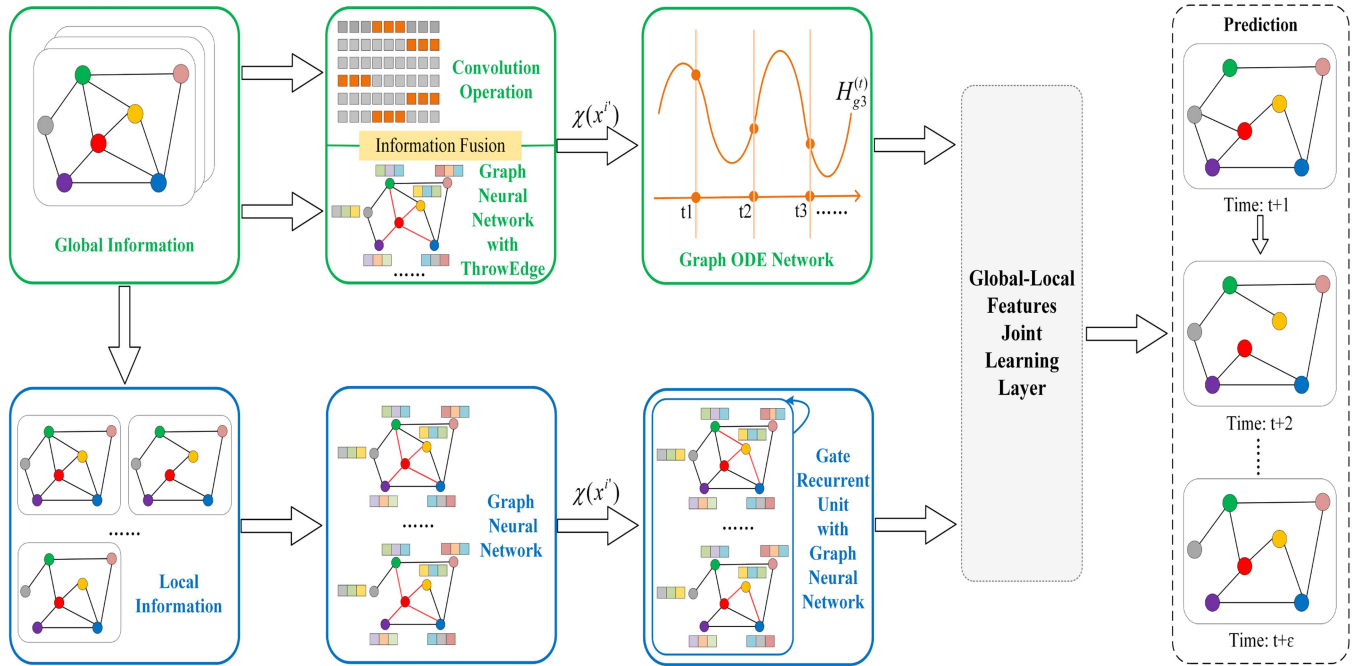 Global Information
Convolution
Operation
Information Fusion
Graph
Neural
Network
with
ThrowEdge
......
χ(x^{i'})
H_{g3}^{(t)}
t1
t2
t3
......
Graph ODE Network
Local
Information
......
Graph
Neural
Network
......
χ(x^{i'})
Gate
Recurrent
Unit
with
Graph
Neural
Network
......
Global-Local
Features
Joint
Learning
Layer
Prediction
Time: t+1
Time: t+2
......
Time: t+ε